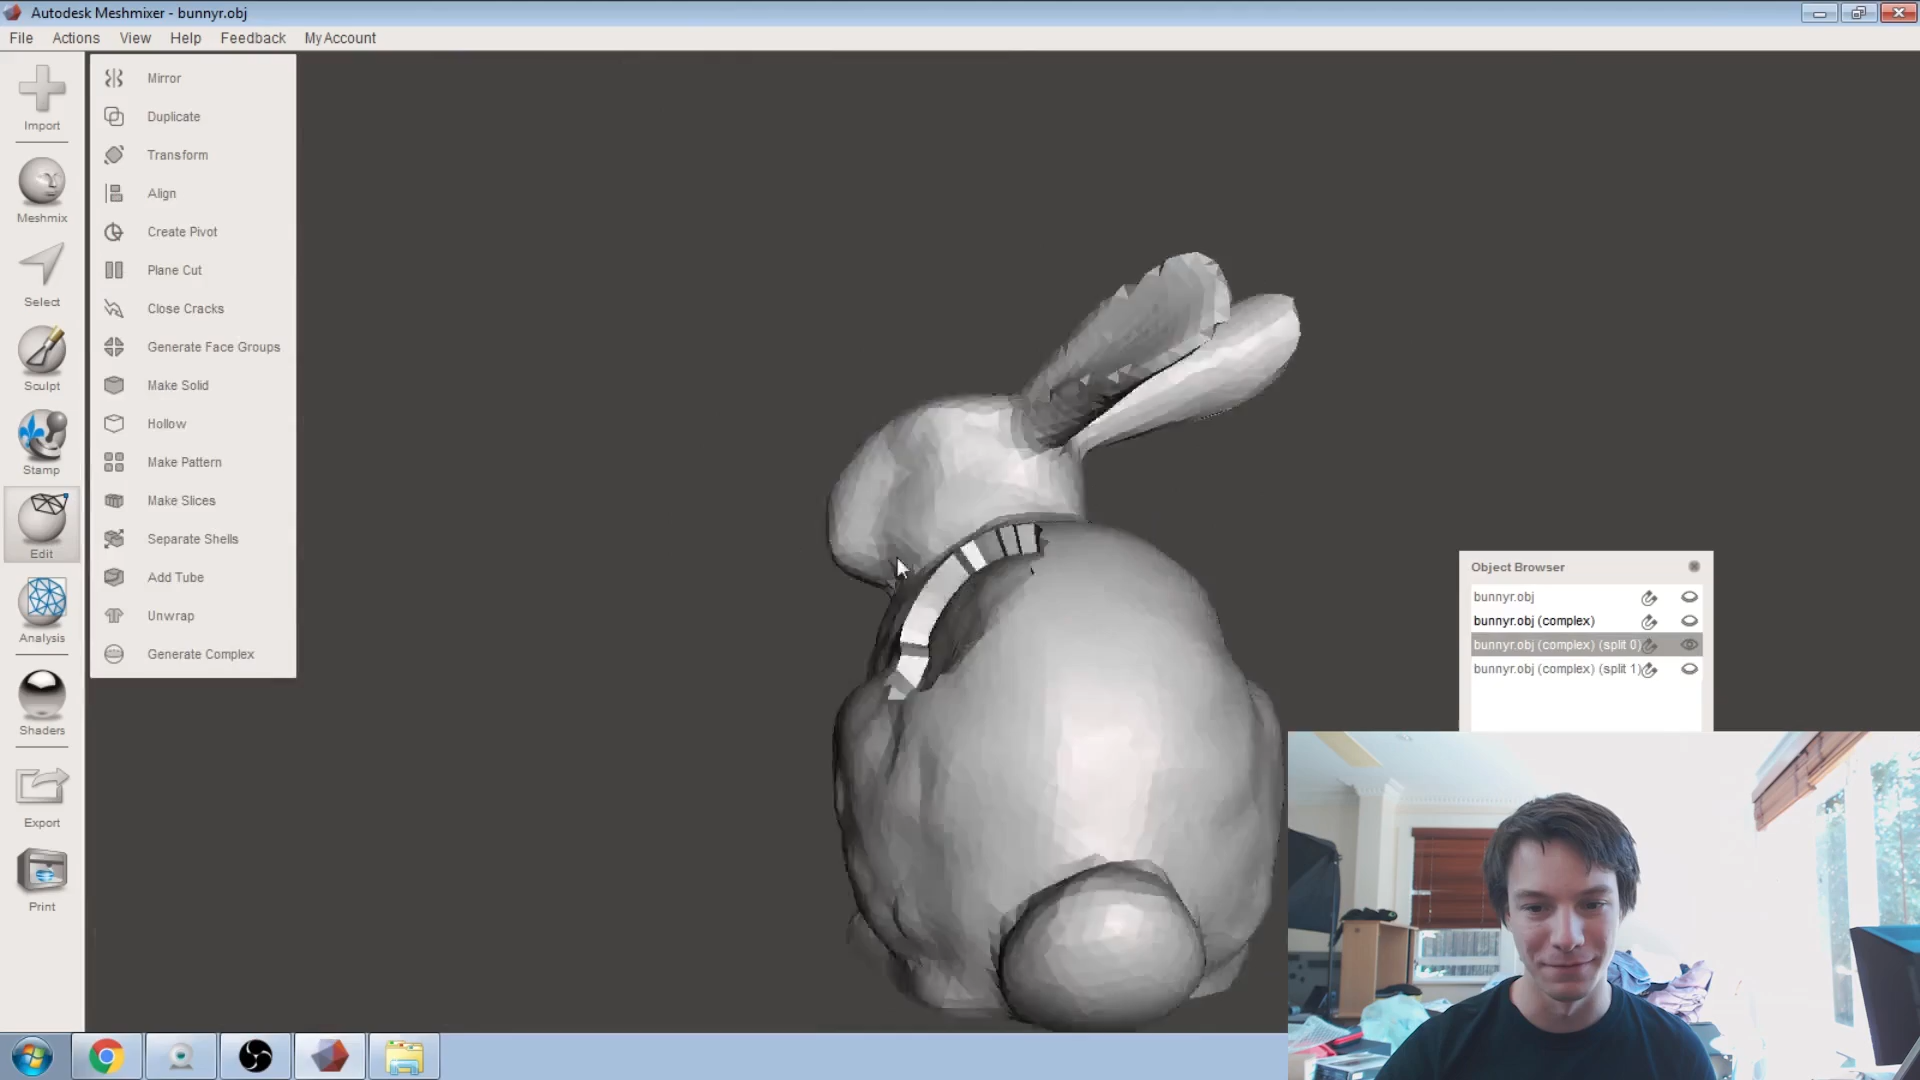 Autodesk Meshmixer - bunnyr.obj
File Actions View Help Feedback My Account
Import
Meshmix
Select
Sculpt
Stamp
Edit
Analysis
Shaders
Export
Print
Mirror
Duplicate
Transform
Align
Create Pivot
Plane Cut
Close Cracks
Generate Face Groups
Make Solid
Hollow
Make Pattern
Make Slices
Separate Shells
Add Tube
Unwrap
Generate Complex
Object Browser
bunnyr.obj
bunnyr.obj (complex)
bunnyr.obj (complex) (split 0)
bunnyr.obj (complex) (split 1)